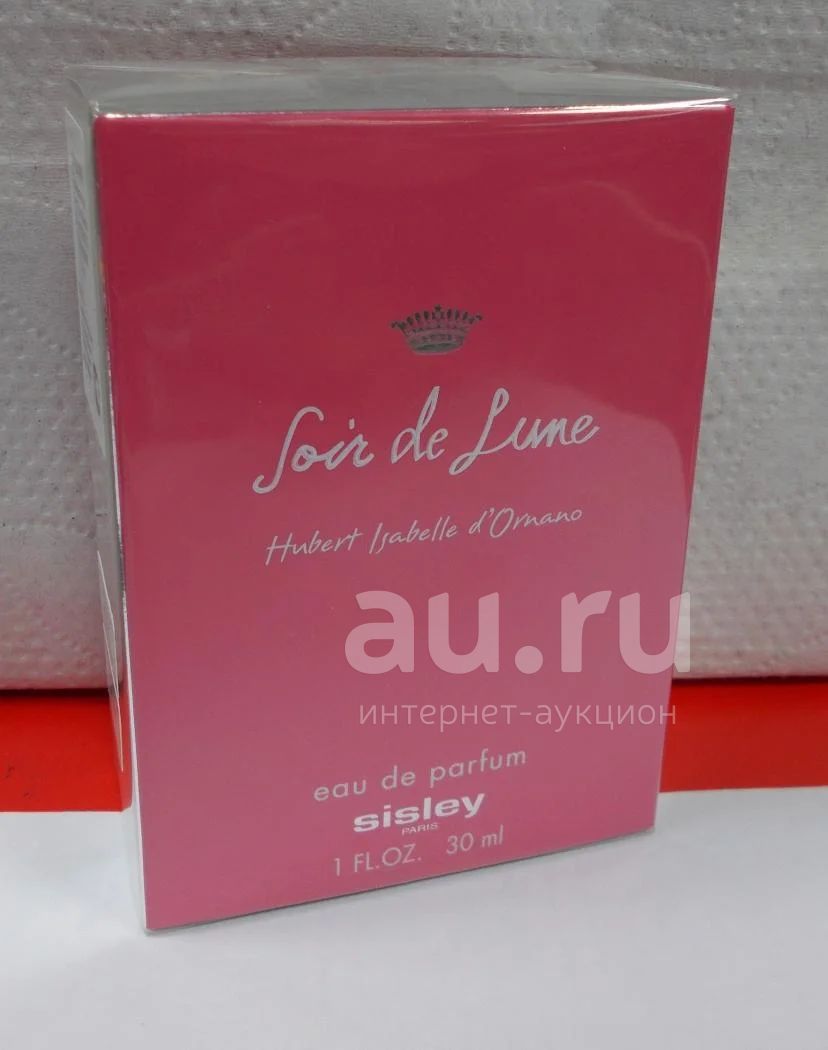 Soir de Lune
Hubert Isabelle d'Ornano
au.ru
интернет-аукцион
eau de parfum
sisley
PARIS
1 FL.OZ. 30 ml